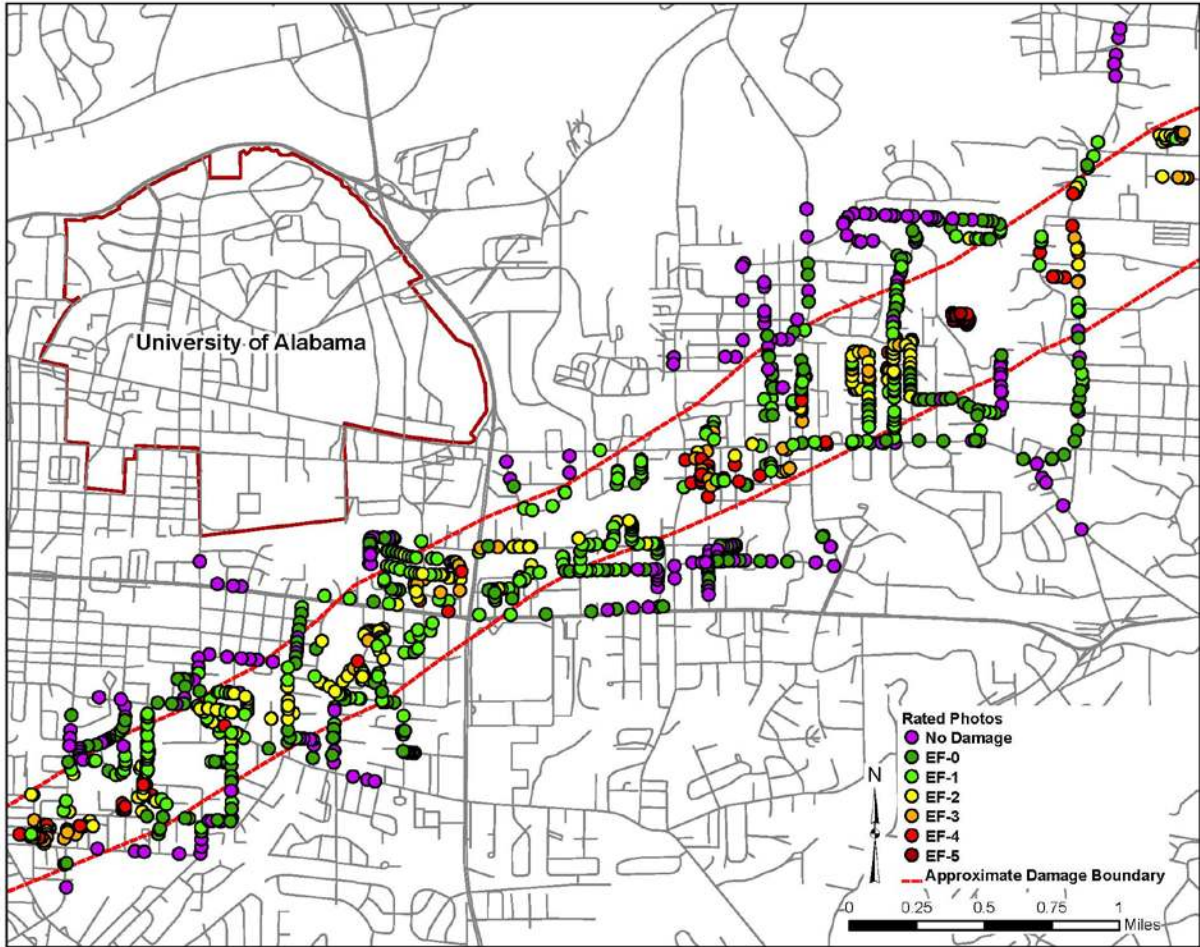 University of Alabama
Rated Photos
No Damage
EF-0
EF-1
EF-2
EF-3
EF-4
EF-5
Approximate Damage Boundary
N
0 0.25 0.5 0.75 1
Miles